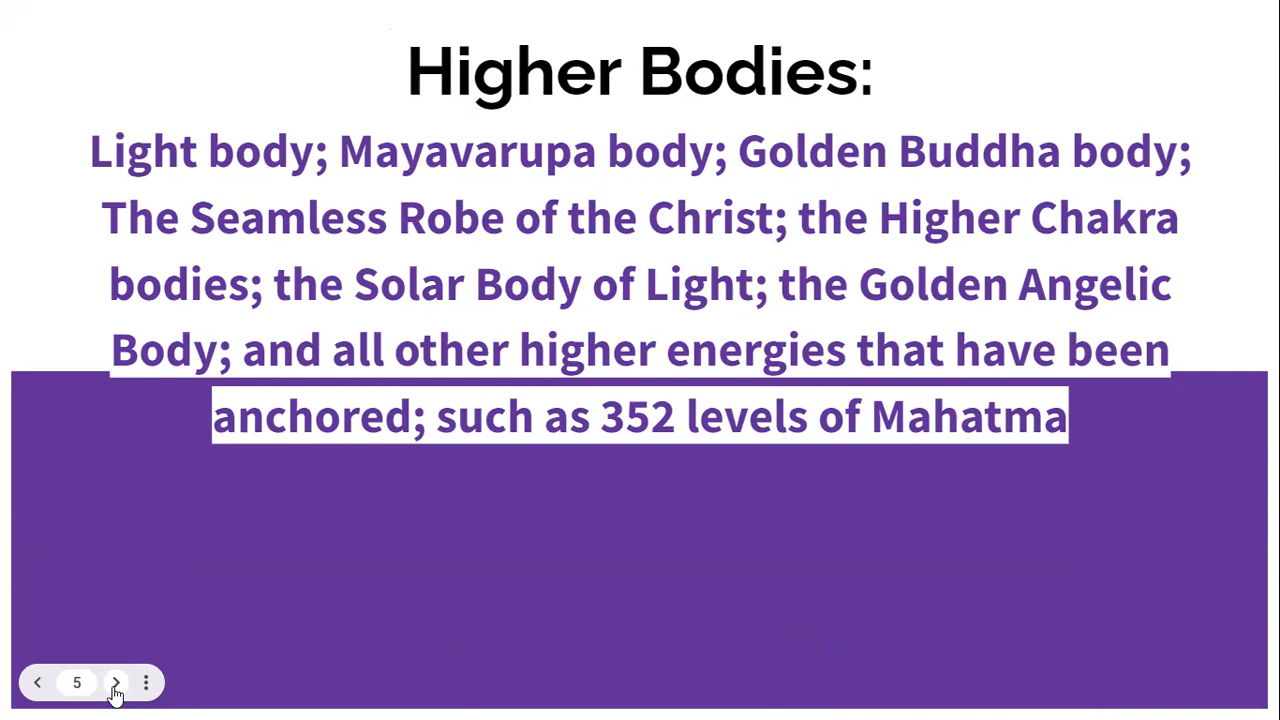 Higher Bodies:
Light body; Mayavarupa body; Golden Buddha body;
The Seamless Robe of the Christ; the Higher Chakra
bodies; the Solar Body of Light; the Golden Angelic
Body; and all other higher energies that have been
anchored; such as 352 levels of Mahatma
5